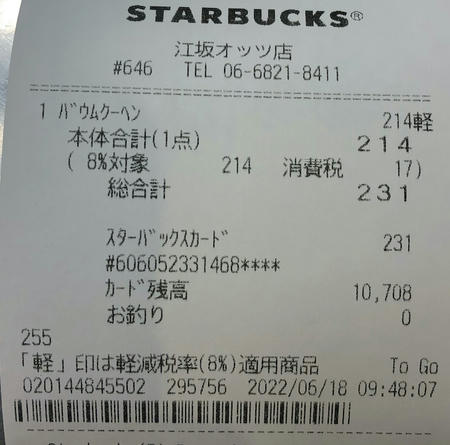 STARBUCKS®
江坂オッツ店
#646 TEL 06-6821-8411
1 バウムクーヘン 214軽
本体合計(1点) 214
( 8%対象 214 消費税 17)
総合計 231
スターバックスカード 231
#606052331468****
カード残高 10,708
お釣り 0
255
「軽」印は軽減税率(8%)適用商品 To Go
020144845502 295756 2022/06/18 09:48:07